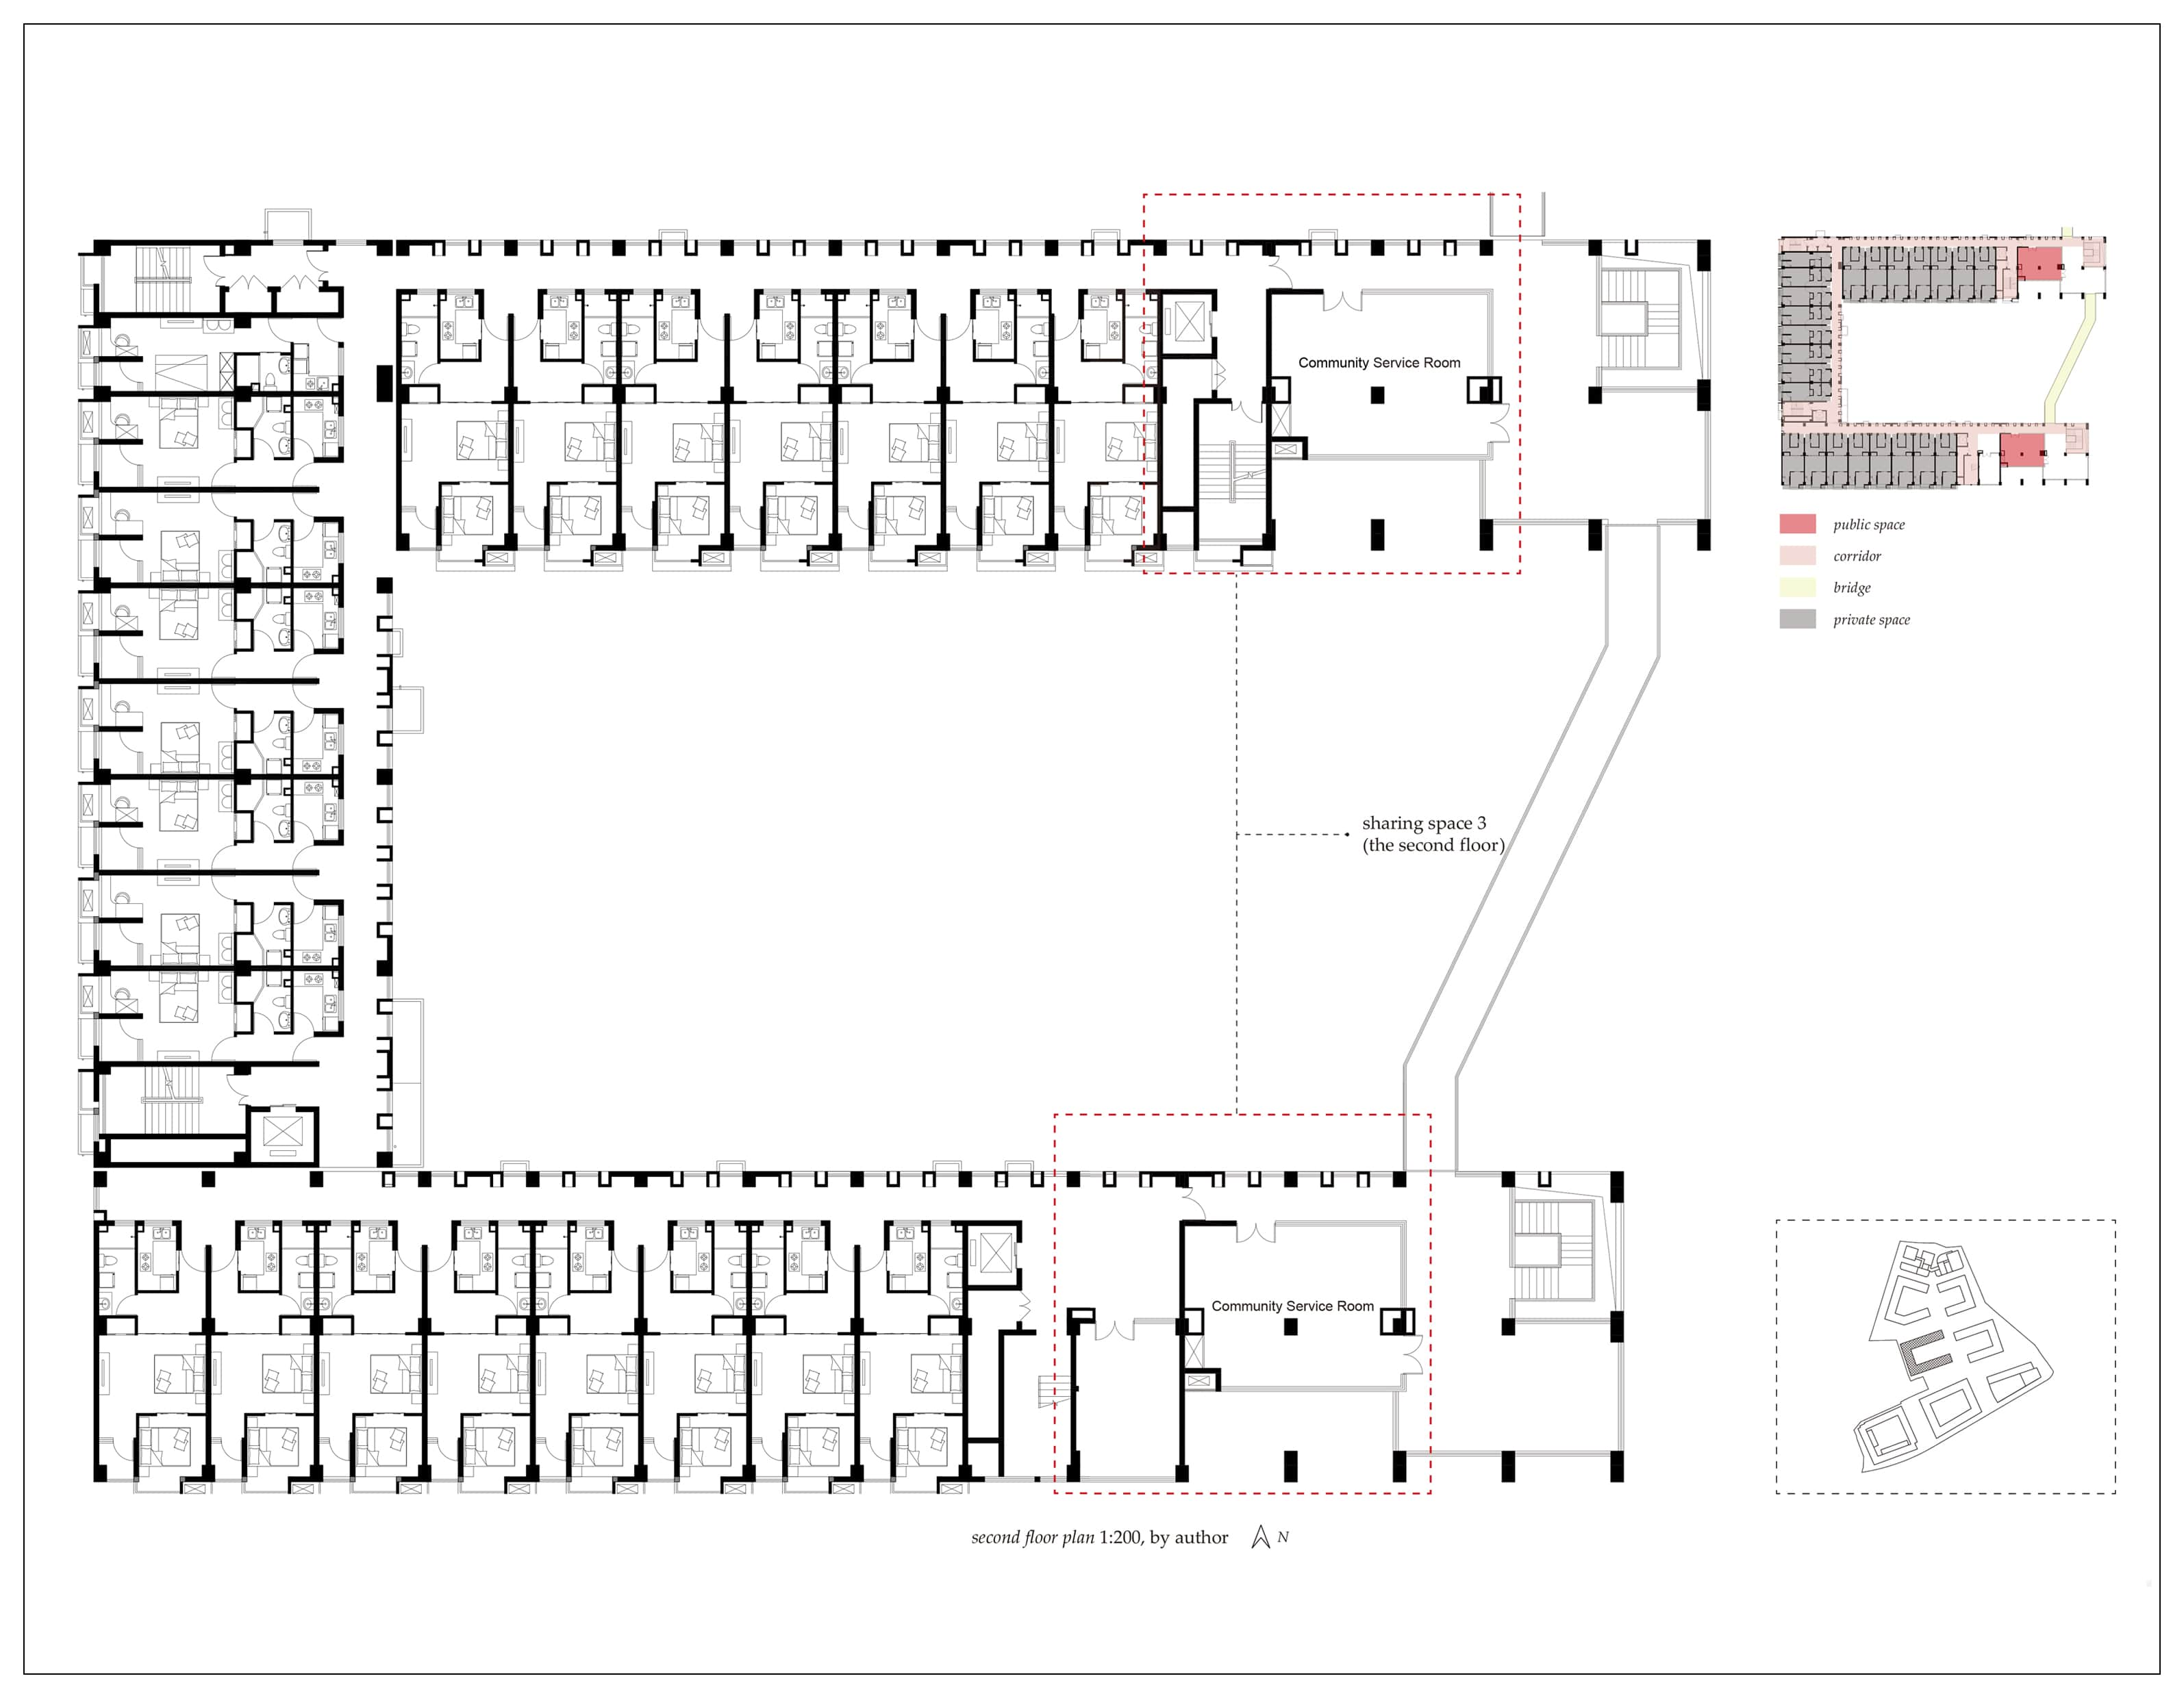 Community Service Room
public space
corridor
bridge
private space
sharing space 3
(the second floor)
Community Service Room
second floor plan 1:200, by author
N